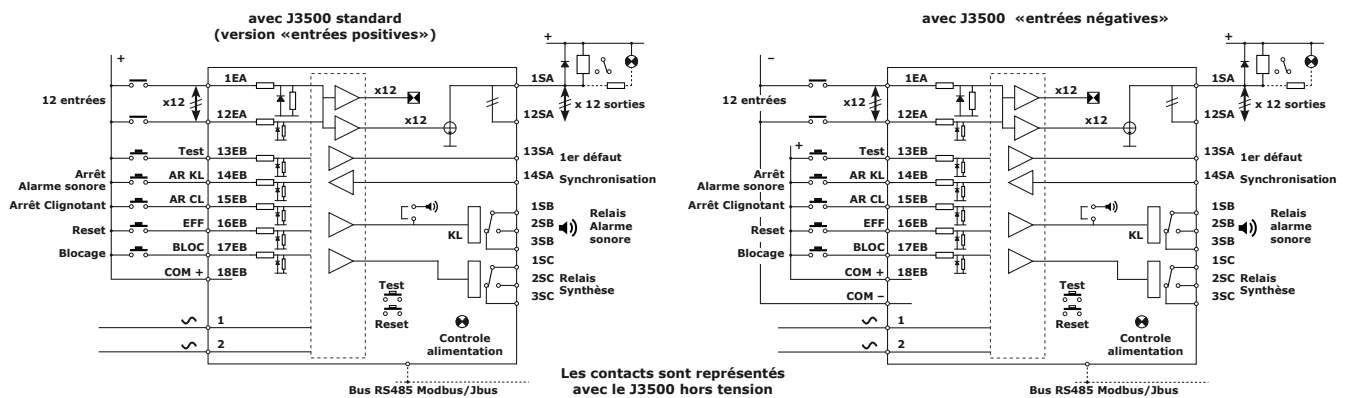 avec J3500 standard
(version «entrées positives»)
+
+
1EA
x12
1SA
12 entrées
x12
x 12 sorties
12EA
x12
12SA
Test
13EB
13SA
1er défaut
Arrêt
Alarme sonore
AR KL
14EB
14SA
Synchronisation
Arrêt Clignotant
AR CL
15EB
1SB
Reset
EFF
16EB
KL
2SB
Relais
alarme
sonore
Blocage
BLOC
17EB
3SB
1SC
COM +
18EB
Test
2SC
Relais
Synthèse
3SC
Reset
1
Controle
alimentation
2
Bus RS485 Modbus/Jbus
avec J3500 «entrées négatives»
–
+
1EA
x12
1SA
12 entrées
x12
x 12 sorties
12EA
x12
12SA
+
Test
13EB
13SA
1er défaut
Arrêt
Alarme sonore
AR KL
14EB
14SA
Synchronisation
Arrêt Clignotant
AR CL
15EB
1SB
Reset
EFF
16EB
KL
2SB
Relais
alarme
sonore
Blocage
BLOC
17EB
3SB
1SC
COM +
18EB
Test
2SC
Relais
Synthèse
COM –
3SC
Reset
1
Controle
alimentation
2
Bus RS485 Modbus/Jbus
Les contacts sont représentés
avec le J3500 hors tension